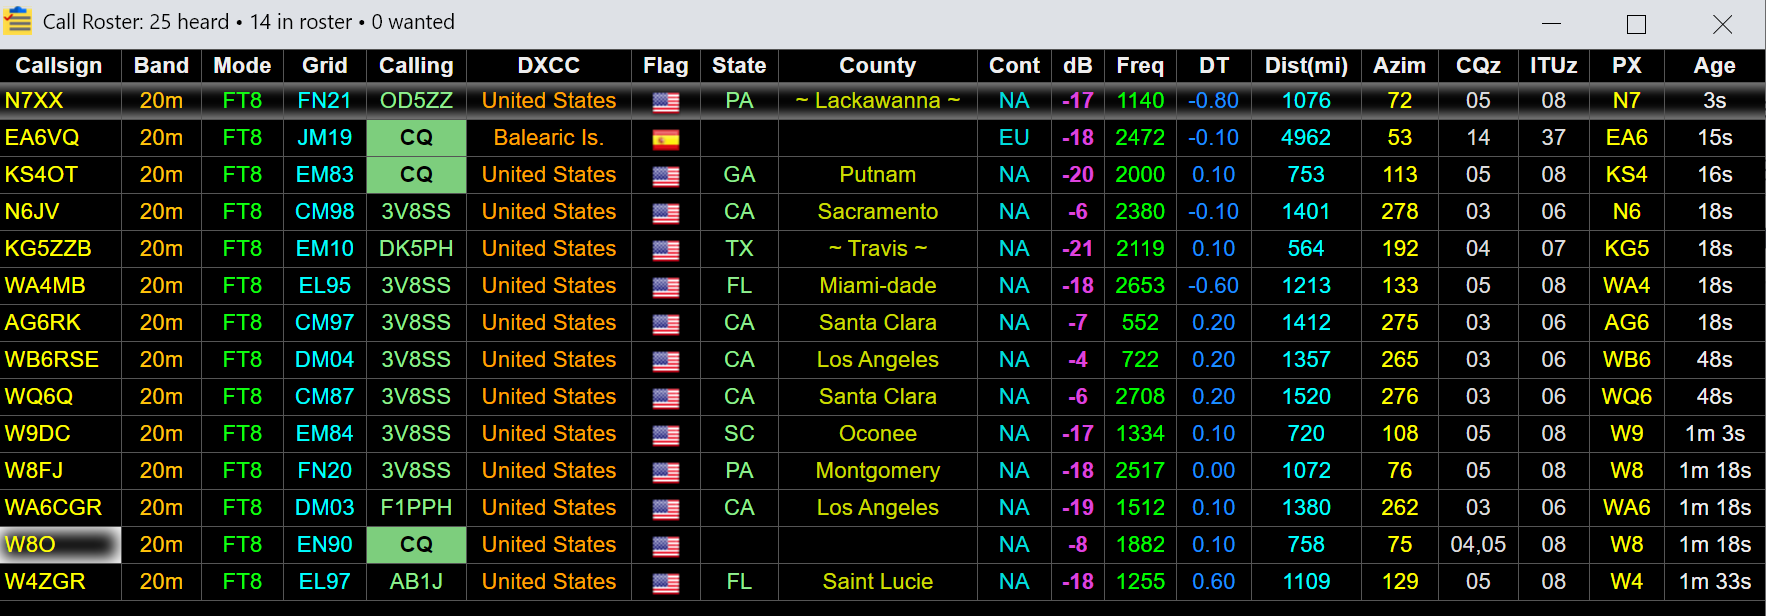 Call Roster: 25 heard • 14 in roster • 0 wanted
Callsign Band Mode Grid Calling DXCC Flag State County Cont dB Freq DT Dist(mi) Azim CQz ITUz PX Age
N7XX 20m FT8 FN21 OD5ZZ United States PA ~ Lackawanna ~ NA -17 1140 -0.80 1076 72 05 08 N7 3s
EA6VQ 20m FT8 JM19 CQ Balearic Is. EU -18 2472 -0.10 4962 53 14 37 EA6 15s
KS4OT 20m FT8 EM83 CQ United States GA Putnam NA -20 2000 0.10 753 113 05 08 KS4 16s
N6JV 20m FT8 CM98 3V8SS United States CA Sacramento NA -6 2380 -0.10 1401 278 03 06 N6 18s
KG5ZZB 20m FT8 EM10 DK5PH United States TX ~ Travis ~ NA -21 2119 0.10 564 192 04 07 KG5 18s
WA4MB 20m FT8 EL95 3V8SS United States FL Miami-dade NA -18 2653 -0.60 1213 133 05 08 WA4 18s
AG6RK 20m FT8 CM97 3V8SS United States CA Santa Clara NA -7 552 0.20 1412 275 03 06 AG6 18s
WB6RSE 20m FT8 DM04 3V8SS United States CA Los Angeles NA -4 722 0.20 1357 265 03 06 WB6 48s
WQ6Q 20m FT8 CM87 3V8SS United States CA Santa Clara NA -6 2708 0.20 1520 276 03 06 WQ6 48s
W9DC 20m FT8 EM84 3V8SS United States SC Oconee NA -17 1334 0.10 720 108 05 08 W9 1m 3s
W8FJ 20m FT8 FN20 3V8SS United States PA Montgomery NA -18 2517 0.00 1072 76 05 08 W8 1m 18s
WA6CGR 20m FT8 DM03 F1PPH United States CA Los Angeles NA -19 1512 0.10 1380 262 03 06 WA6 1m 18s
W8O 20m FT8 EN90 CQ United States NA -8 1882 0.10 758 75 04,05 08 W8 1m 18s
W4ZGR 20m FT8 EL97 AB1J United States FL Saint Lucie NA -18 1255 0.60 1109 129 05 08 W4 1m 33s